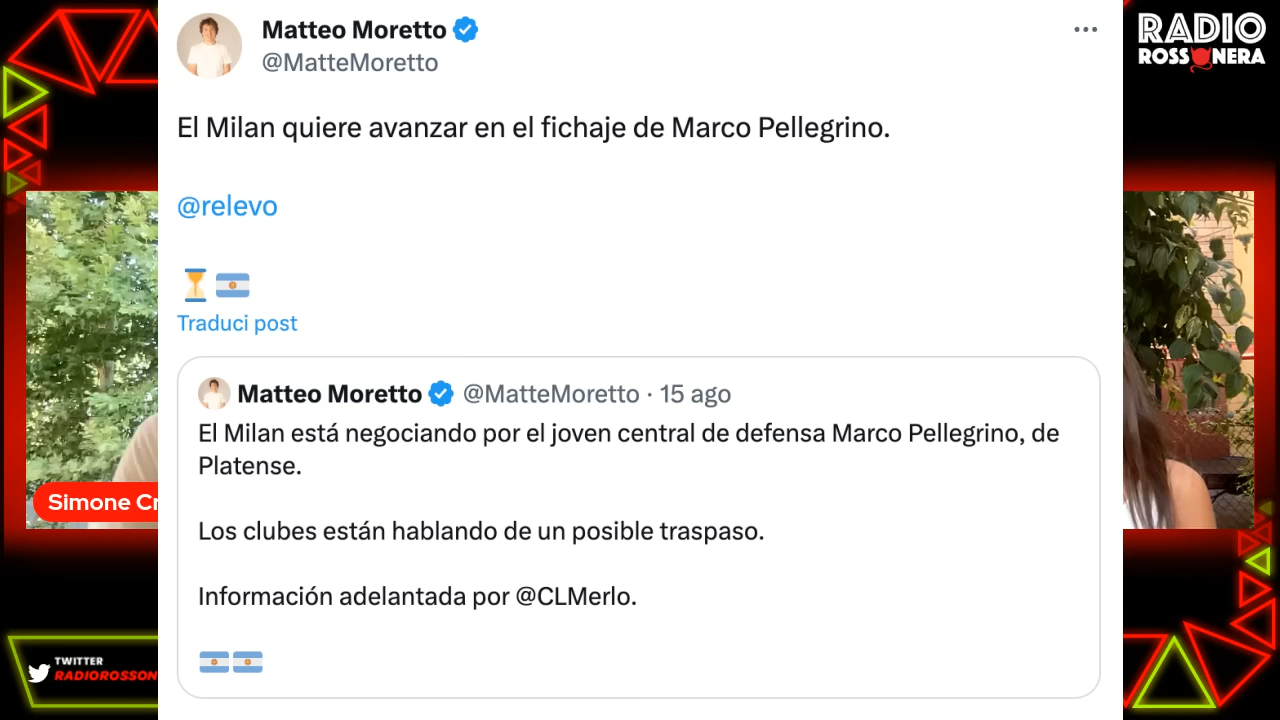 Matteo Moretto
@MatteMoretto
El Milan quiere avanzar en el fichaje de Marco Pellegrino.
@relevo
Traduci post
Matteo Moretto @MatteMoretto · 15 ago
El Milan está negociando por el joven central de defensa Marco Pellegrino, de
Platense.
Los clubes están hablando de un posible traspaso.
Información adelantada por @CLMerlo.
RADIO
ROSSONERA
Simone
TWITTER